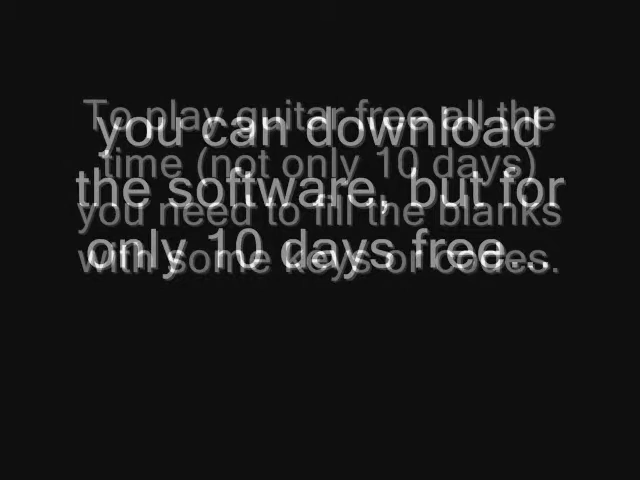 To play guitar free all the
you can download
time (not only 10 days)
the software, but for
you need to fill the blanks
only 10 days free...
with some keys or codes.